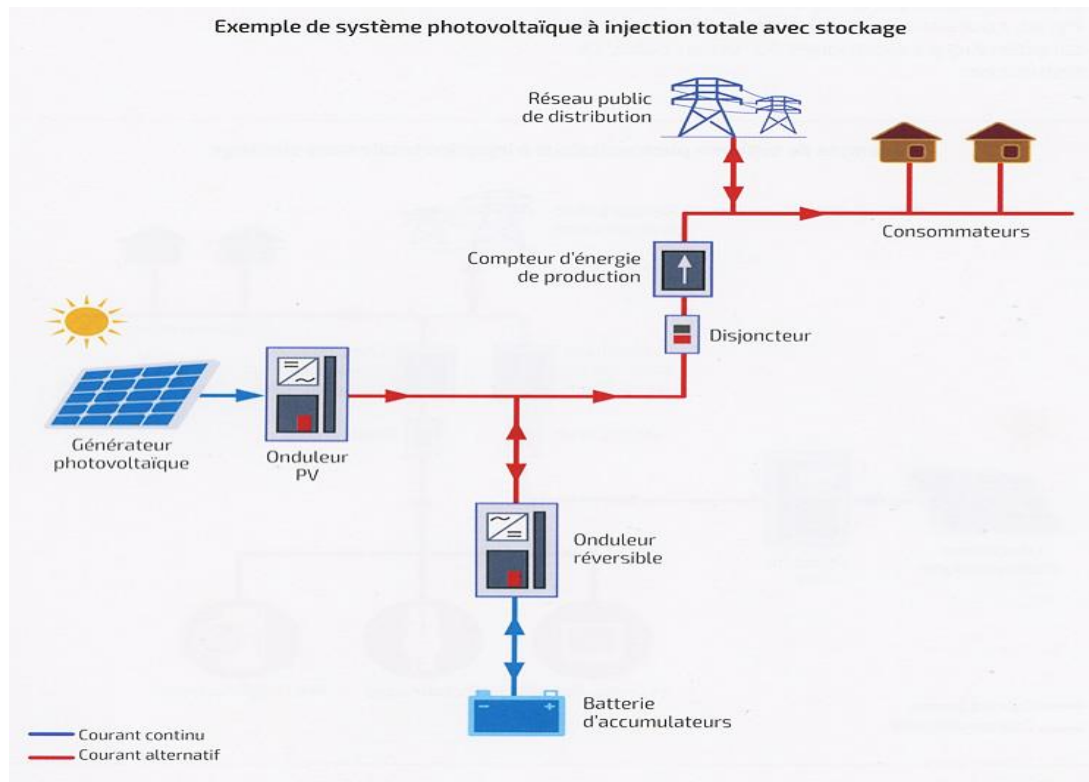 Exemple de système photovoltaïque à injection totale avec stockage
Réseau public
de distribution
Consommateurs
Compteur d'énergie
de production
Disjoncteur
Générateur
photovoltaïque
Onduleur
PV
Onduleur
réversible
Batterie
d'accumulateurs
Courant continu
Courant alternatif